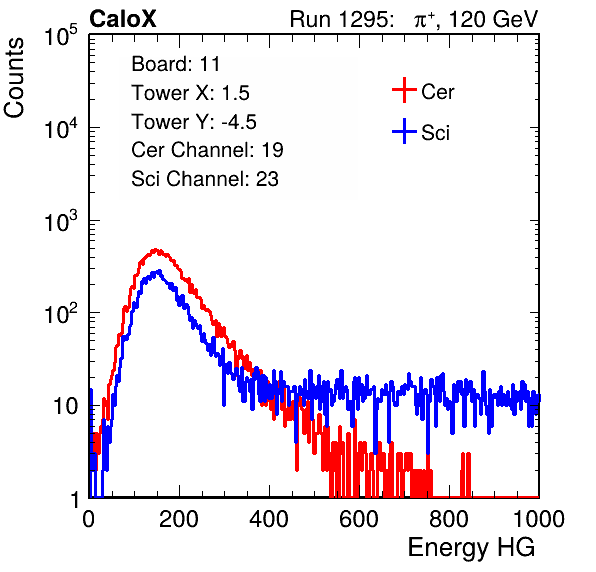 CaloX Run 1295: π⁺, 120 GeV
Counts
Board: 11
Tower X: 1.5
Tower Y: -4.5
Cer Channel: 19
Sci Channel: 23
Cer
Sci
10⁵
10⁴
10³
10²
10
1
0 200 400 600 800 1000
Energy HG